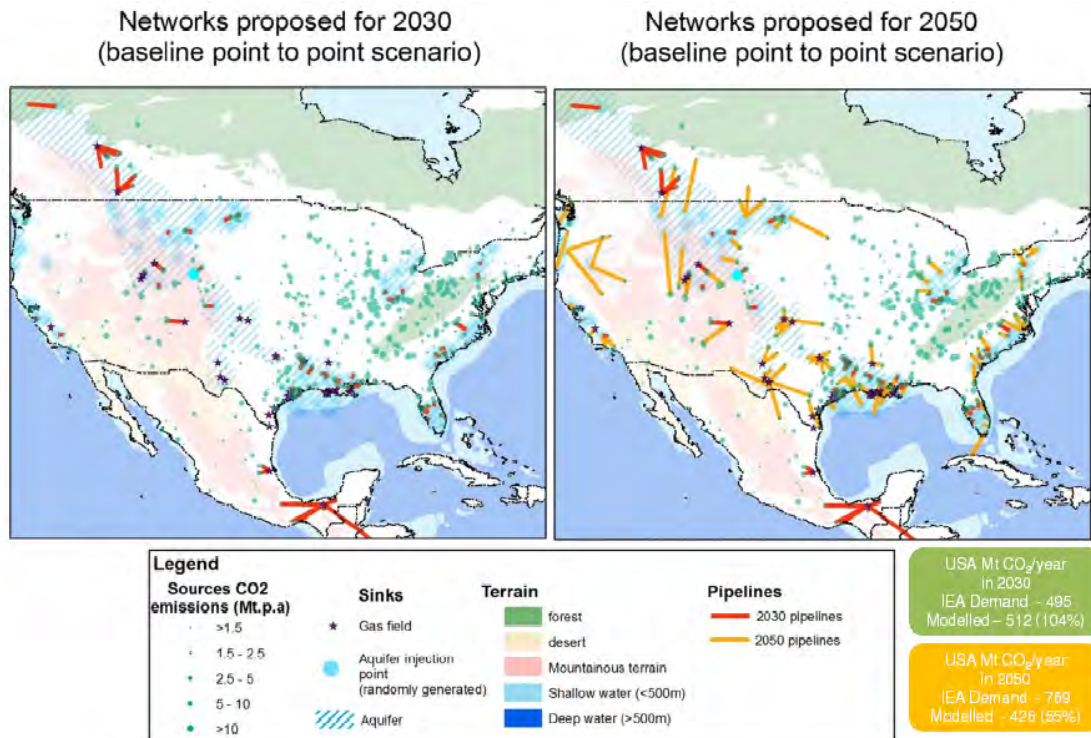 Networks proposed for 2030
(baseline point to point scenario)
Networks proposed for 2050
(baseline point to point scenario)
Legend
Sources CO2
emissions (Mt.p.a)
>1.5
1.5 - 2.5
2.5 - 5
5 - 10
>10
Sinks
Gas field
Aquifer injection
point
(randomly generated)
Aquifer
Terrain
forest
desert
Mountainous terrain
Shallow water (<500m)
Deep water (>500m)
Pipelines
2030 pipelines
2050 pipelines
USA Mt CO₂/year
in 2030
IEA Demand - 495
Modelled – 512 (104%)
USA Mt CO₂/year
in 2050
IEA Demand - 769
Modelled - 426 (55%)